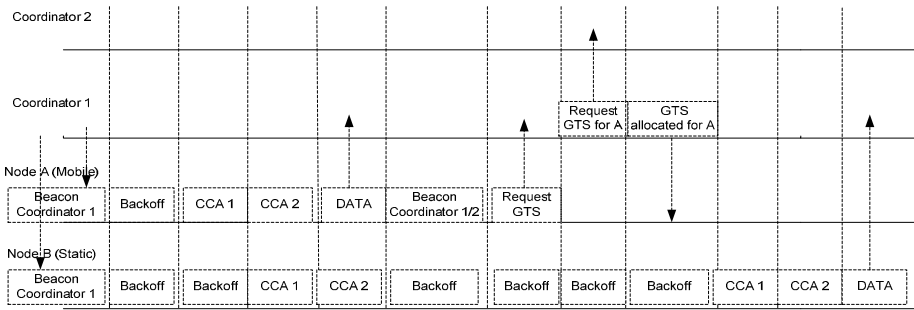 Coordinator 2
Coordinator 1
Request
GTS for A
GTS
allocated for A
Node A (Mobile)
Beacon
Coordinator 1
Backoff
CCA 1
CCA 2
DATA
Beacon
Coordinator 1/2
Request
GTS
Node B (Static)
Beacon
Coordinator 1
Backoff
Backoff
CCA 1
CCA 2
Backoff
Backoff
Backoff
Backoff
CCA 1
CCA 2
DATA